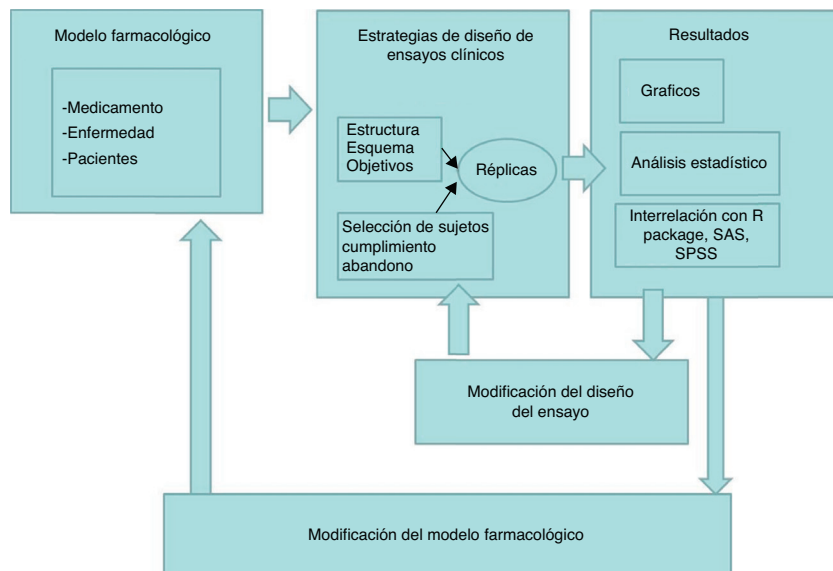 Modelo farmacológico
-Medicamento
-Enfermedad
-Pacientes
Estrategias de diseño de
ensayos clínicos
Estructura
Esquema
Objetivos
Réplicas
Selección de sujetos
cumplimiento
abandono
Resultados
Graficos
Análisis estadístico
Interrelación con R
package, SAS,
SPSS
Modificación del diseño
del ensayo
Modificación del modelo farmacológico